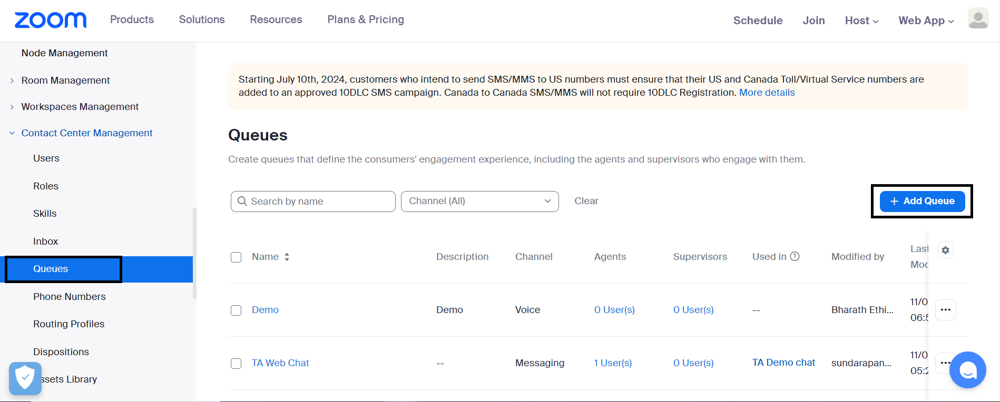 zoom
Products Solutions Resources Plans & Pricing Schedule Join Host Web App
Node Management
Room Management
Workspaces Management
Contact Center Management
Users
Roles
Skills
Inbox
Queues
Phone Numbers
Routing Profiles
Dispositions
ssets Library
Starting July 10th, 2024, customers who intend to send SMS/MMS to US numbers must ensure that their US and Canada Toll/Virtual Service numbers are
added to an approved 10DLC SMS campaign. Canada to Canada SMS/MMS will not require 10DLC Registration. More details
Queues
Create queues that define the consumers' engagement experience, including the agents and supervisors who engage with them.
Search by name Channel (All) Clear + Add Queue
Name Description Channel Agents Supervisors Used in Modified by Last
Moc
Demo Demo Voice 0 User(s) 0 User(s) -- Bharath Ethi... 11/0
06:5
TA Web Chat -- Messaging 1 User(s) 0 User(s) TA Demo chat sundarapan... 11/0
05:2